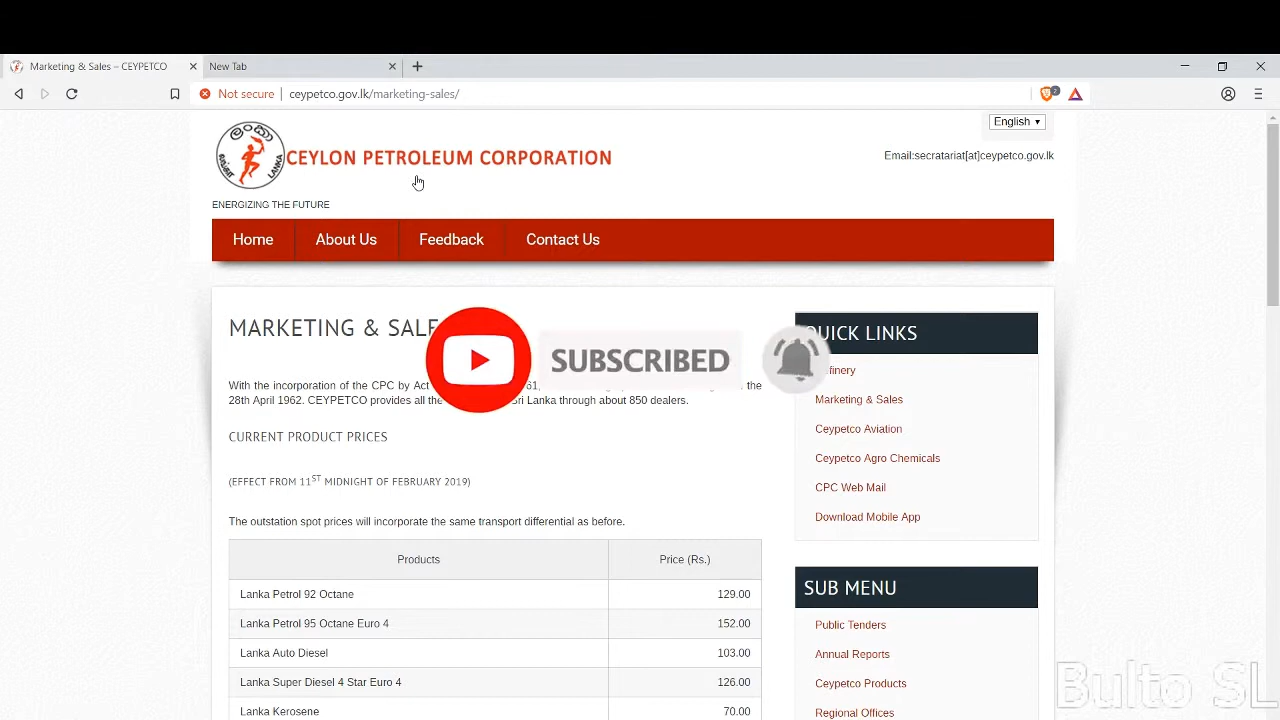 Marketing & Sales – CEYPETCO
New Tab
Not secure
ceypetco.gov.lk/marketing-sales/
2
English
ලංකා
LANKA
CEYLON PETROLEUM CORPORATION
Email:secratariat[at]ceypetco.gov.lk
ENERGIZING THE FUTURE
Home
About Us
Feedback
Contact Us
MARKETING & SALE
SUBSCRIBED
With the incorporation of the CPC by Act
61,
the
28th April 1962. CEYPETCO provides all the
Sri Lanka through about 850 dealers.
CURRENT PRODUCT PRICES
(EFFECT FROM 11ST MIDNIGHT OF FEBRUARY 2019)
The outstation spot prices will incorporate the same transport differential as before.
Products
Price (Rs.)
Lanka Petrol 92 Octane
129.00
Lanka Petrol 95 Octane Euro 4
152.00
Lanka Auto Diesel
103.00
Lanka Super Diesel 4 Star Euro 4
126.00
Lanka Kerosene
70.00
QUICK LINKS
finery
Marketing & Sales
Ceypetco Aviation
Ceypetco Agro Chemicals
CPC Web Mail
Download Mobile App
SUB MENU
Public Tenders
Annual Reports
Ceypetco Products
Regional Offices
Bulto SL